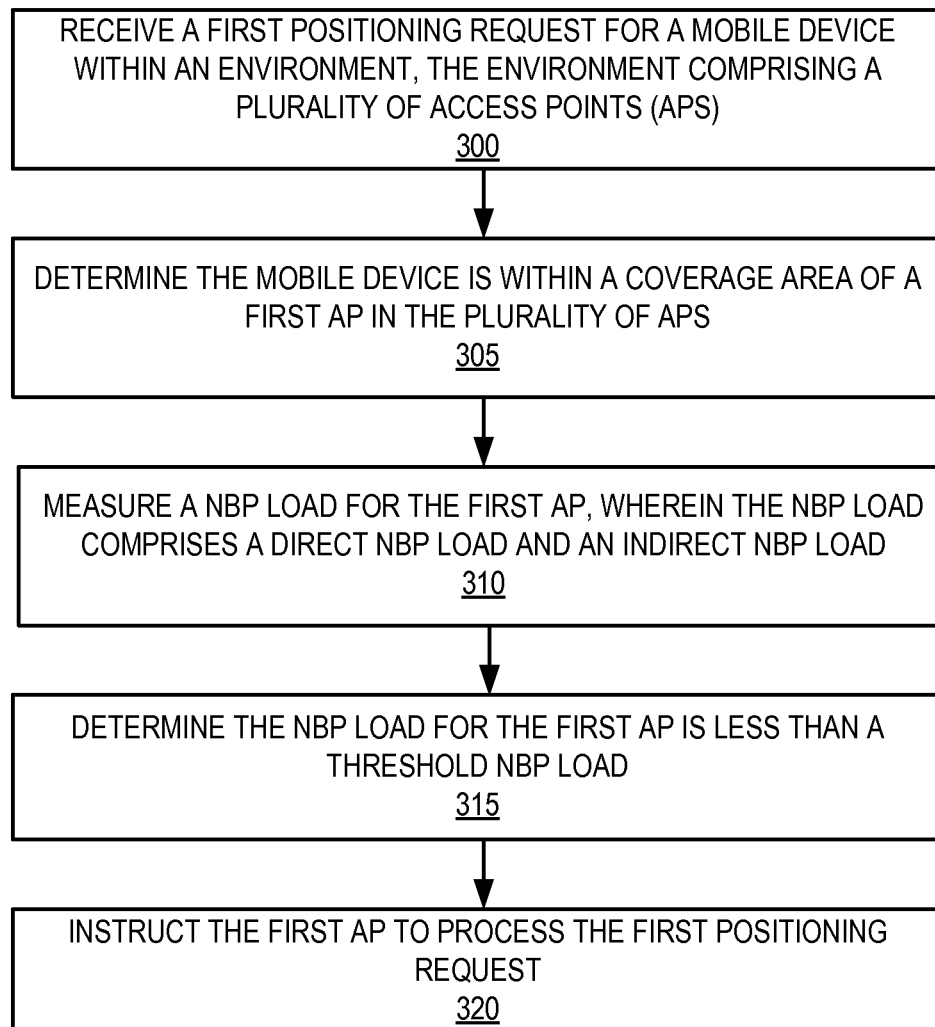 RECEIVE A FIRST POSITIONING REQUEST FOR A MOBILE DEVICE
WITHIN AN ENVIRONMENT, THE ENVIRONMENT COMPRISING A
PLURALITY OF ACCESS POINTS (APS)
300
DETERMINE THE MOBILE DEVICE IS WITHIN A COVERAGE AREA OF A
FIRST AP IN THE PLURALITY OF APS
305
MEASURE A NBP LOAD FOR THE FIRST AP, WHEREIN THE NBP LOAD
COMPRISES A DIRECT NBP LOAD AND AN INDIRECT NBP LOAD
310
DETERMINE THE NBP LOAD FOR THE FIRST AP IS LESS THAN A
THRESHOLD NBP LOAD
315
INSTRUCT THE FIRST AP TO PROCESS THE FIRST POSITIONING
REQUEST
320